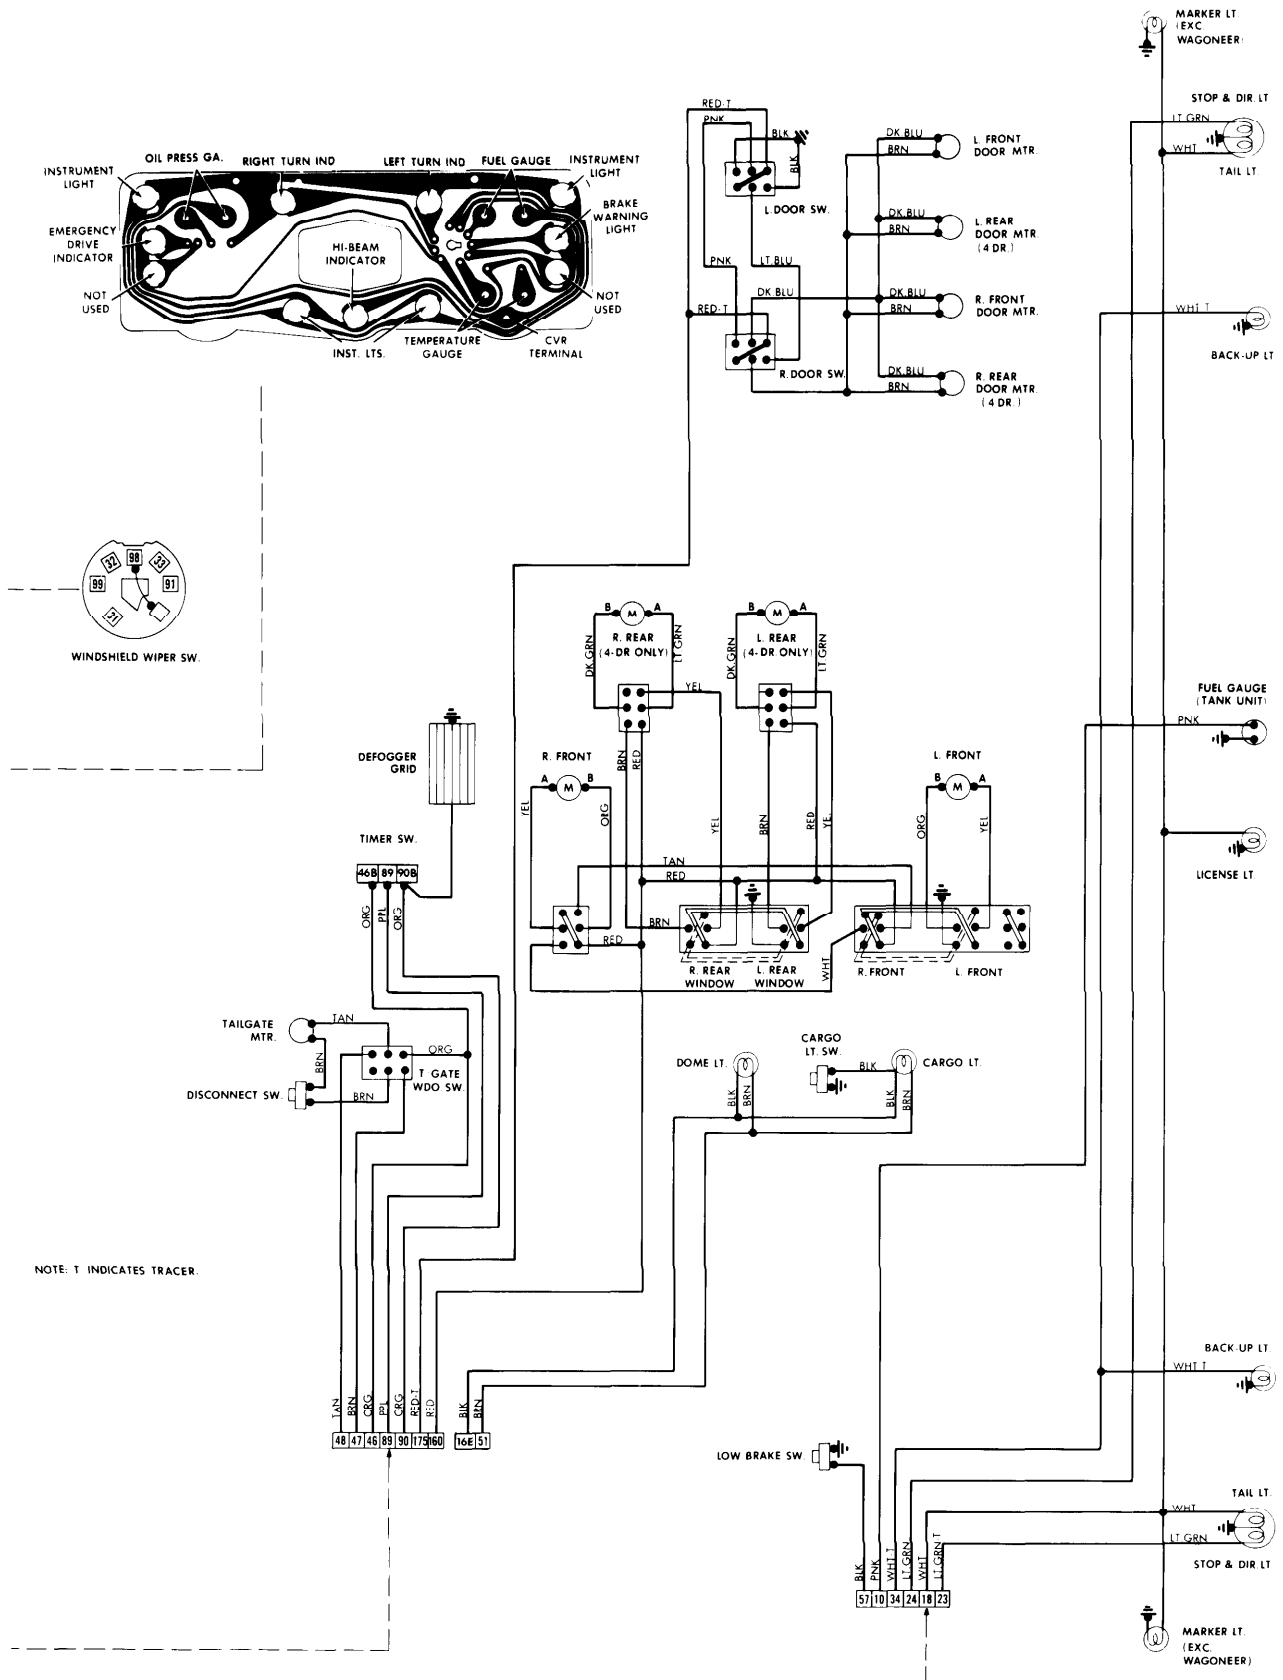 MARKER LT.
(EXC.
WAGONEER)
STOP & DIR. LT
LT GRN
WHT
TAIL LT.
RED-T
PNK
BLK
BLK
L. DOOR SW.
DK.BLU
BRN
L. FRONT
DOOR MTR.
DK.BLU
BRN
L. REAR
DOOR MTR.
(4 DR.)
PNK
LT.BLU
DK BLU
RED-T
R. DOOR SW.
DK.BLU
BRN
R. FRONT
DOOR MTR.
DK.BLU
BRN
R. REAR
DOOR MTR.
(4 DR.)
WHT T
BACK-UP LT
OIL PRESS GA.
RIGHT TURN IND
LEFT TURN IND
FUEL GAUGE
INSTRUMENT
LIGHT
INSTRUMENT
LIGHT
BRAKE
WARNING
LIGHT
EMERGENCY
DRIVE
INDICATOR
HI-BEAM
INDICATOR
NOT
USED
NOT
USED
INST. LTS.
TEMPERATURE
GAUGE
CVR
TERMINAL
32
98
33
99
91
31
WINDSHIELD WIPER SW.
B M A
R. REAR
(4-DR ONLY)
DK.GRN
LT GRN
B M A
L. REAR
(4-DR.ONLY)
DK.GRN
LT GRN
YEL
FUEL GAUGE
(TANK UNIT)
PNK
DEFOGGER
GRID
R. FRONT
A M B
YEL
ORG
BRN
RED
YEL
BRN
RED
YEL
L. FRONT
B M A
ORG
YEL
TIMER SW.
46B 89 90B
ORG
PPL
ORG
TAN
RED
BRN
RED
WHT
R. REAR
WINDOW
L. REAR
WINDOW
R. FRONT
L. FRONT
LICENSE LT.
TAILGATE
MTR.
TAN
BRN
ORG
T GATE
WDO SW.
DISCONNECT SW.
BRN
DOME LT.
BLK
BRN
CARGO
LT. SW.
BLK
CARGO LT.
BLK
BRN
NOTE: T INDICATES TRACER.
TAN
BRN
ORG
PPL
ORG
RED-T
RED
BLK
BRN
48 47 46 89 90 175 160
16E 51
BACK-UP LT.
WHT T
LOW BRAKE SW.
TAIL LT.
WHT
LT GRN
STOP & DIR.LT
BLK
PNK
WHT-T
LT.GRN.
WHT
LT.GRN-T
57 10 34 24 18 23
MARKER LT.
(EXC.
WAGONEER)